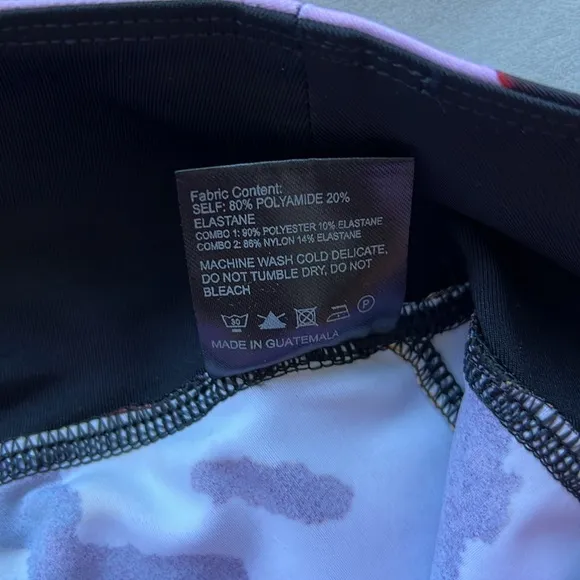 Fabric Content:
SELF: 80% POLYAMIDE 20%
ELASTANE
COMBO 1: 90% POLYESTER 10% ELASTANE
COMBO 2: 86% NYLON 14% ELASTANE
MACHINE WASH COLD DELICATE,
DO NOT TUMBLE DRY, DO NOT
BLEACH
30 P
MADE IN GUATEMALA